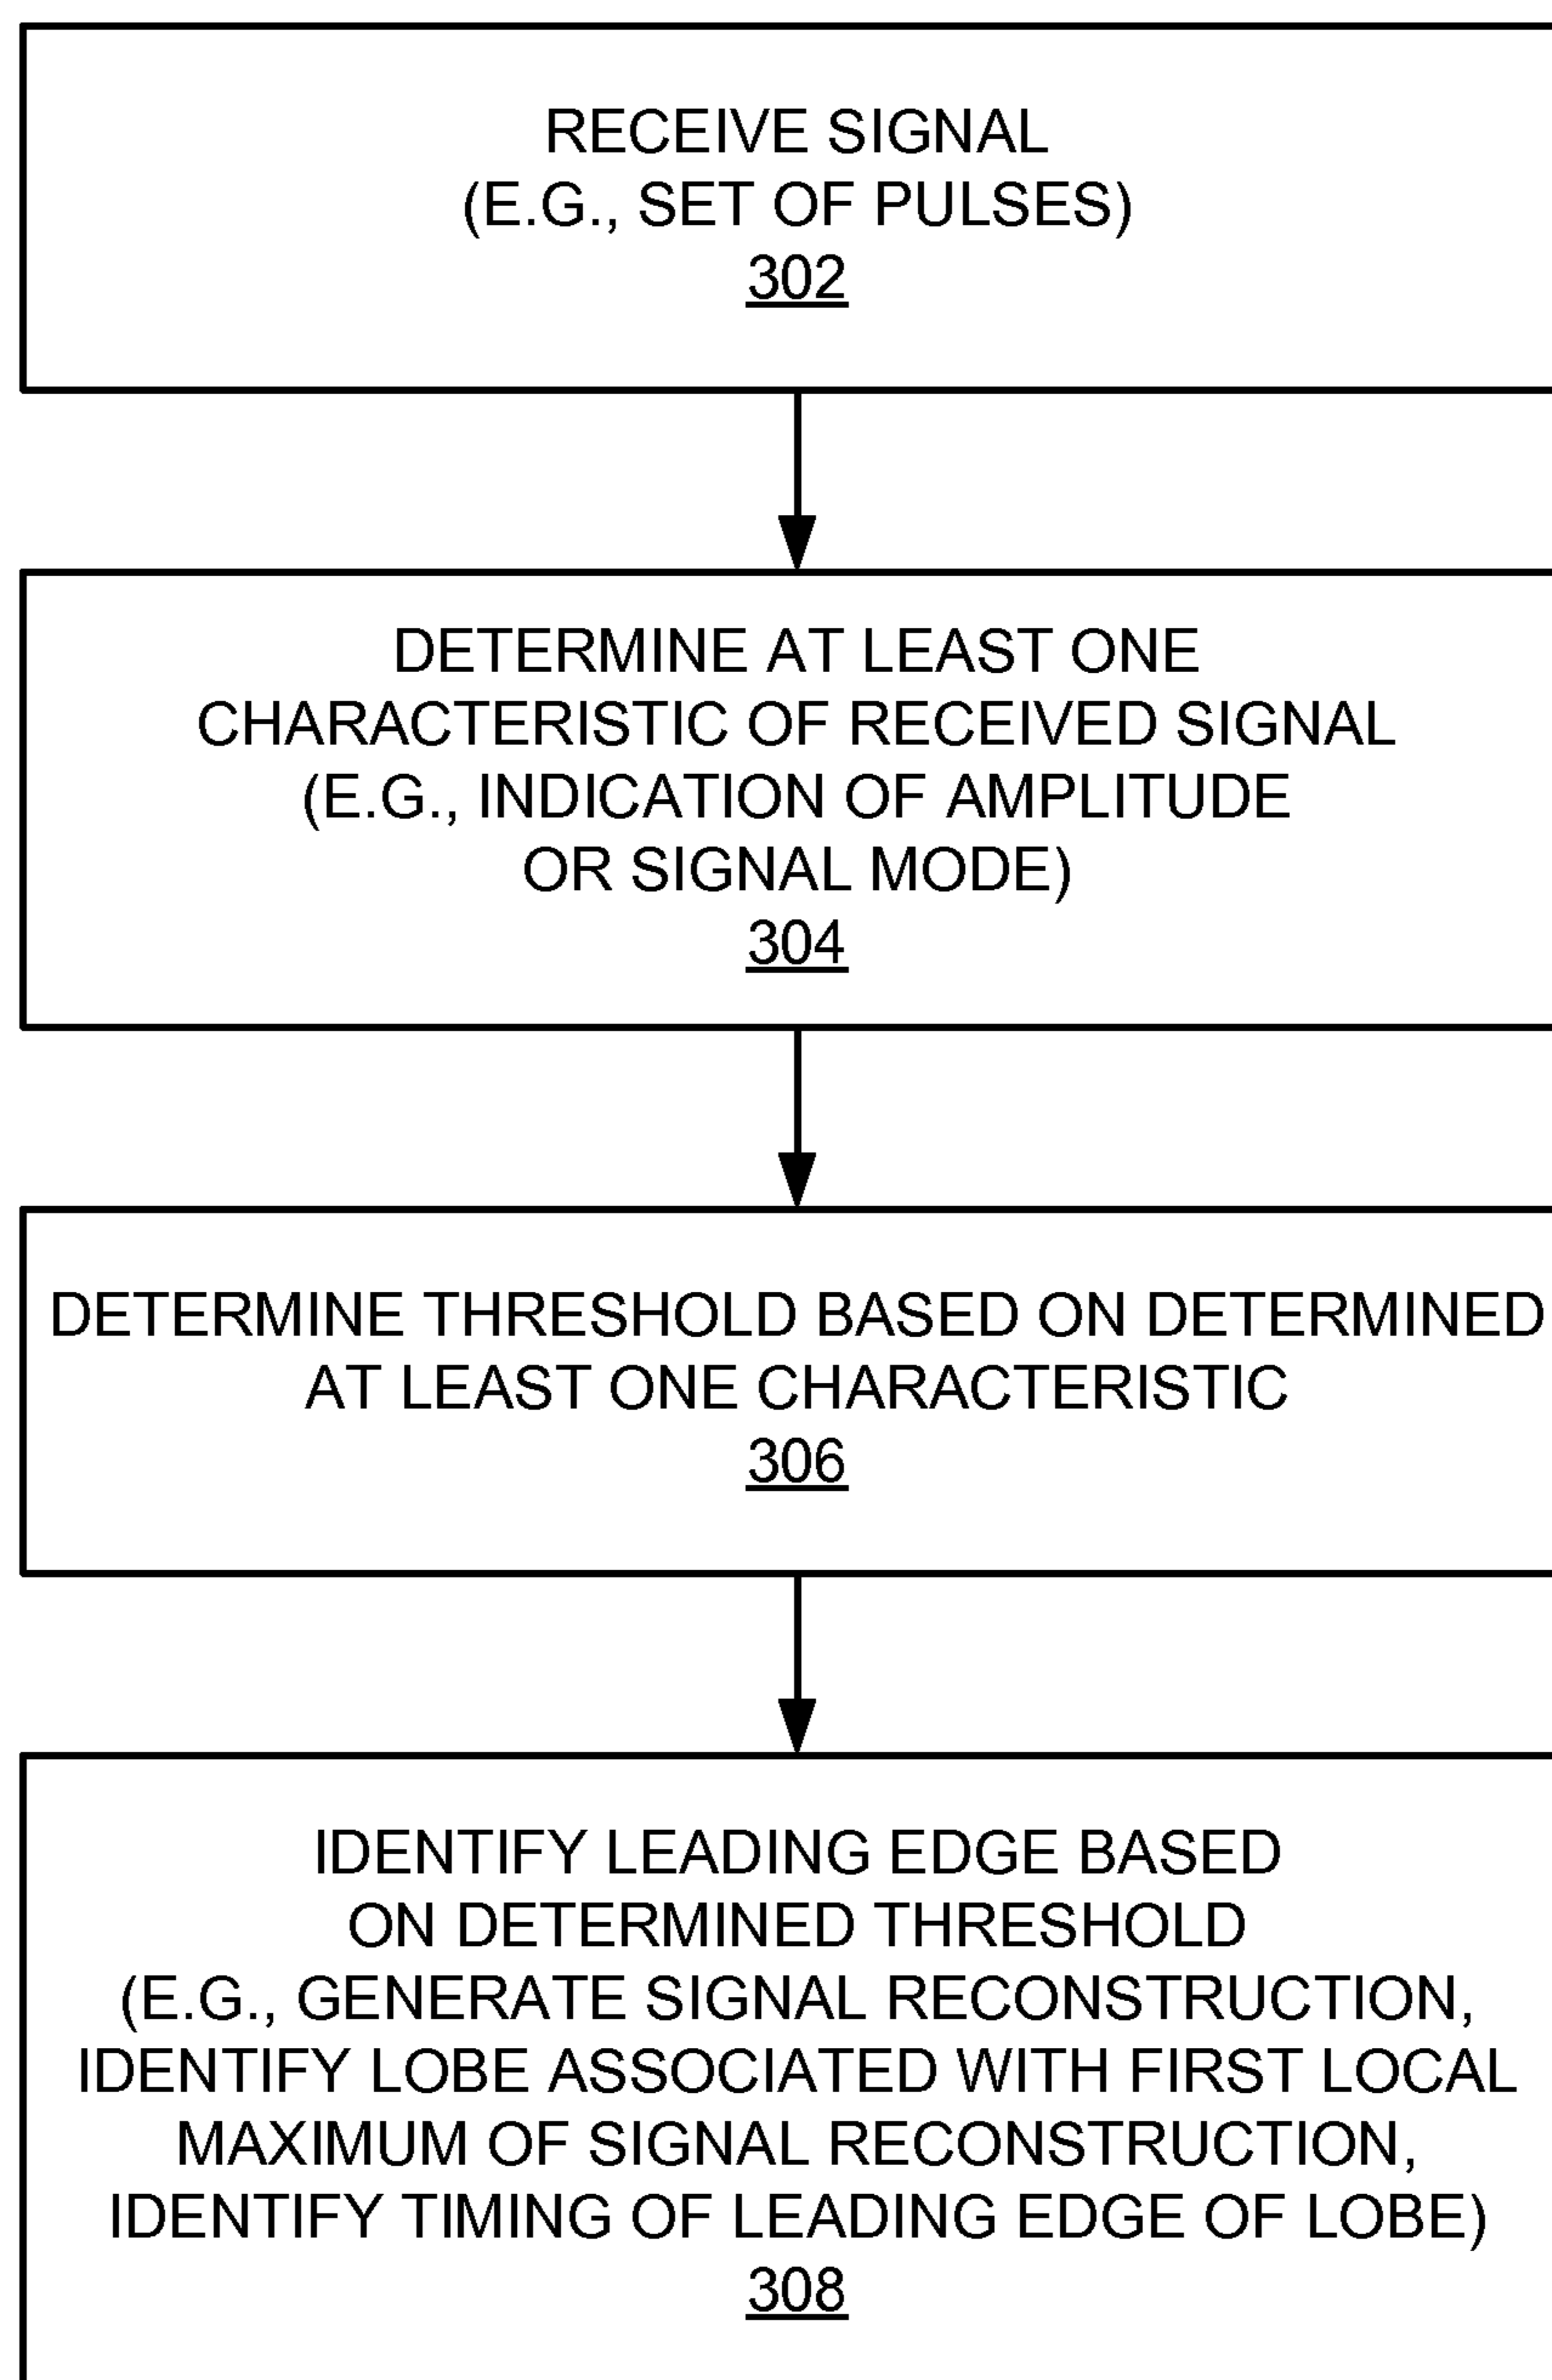 RECEIVE SIGNAL
(E.G., SET OF PULSES)
302
DETERMINE AT LEAST ONE
CHARACTERISTIC OF RECEIVED SIGNAL
(E.G., INDICATION OF AMPLITUDE
OR SIGNAL MODE)
304
DETERMINE THRESHOLD BASED ON DETERMINED
AT LEAST ONE CHARACTERISTIC
306
IDENTIFY LEADING EDGE BASED
ON DETERMINED THRESHOLD
(E.G., GENERATE SIGNAL RECONSTRUCTION,
IDENTIFY LOBE ASSOCIATED WITH FIRST LOCAL
MAXIMUM OF SIGNAL RECONSTRUCTION,
IDENTIFY TIMING OF LEADING EDGE OF LOBE)
308